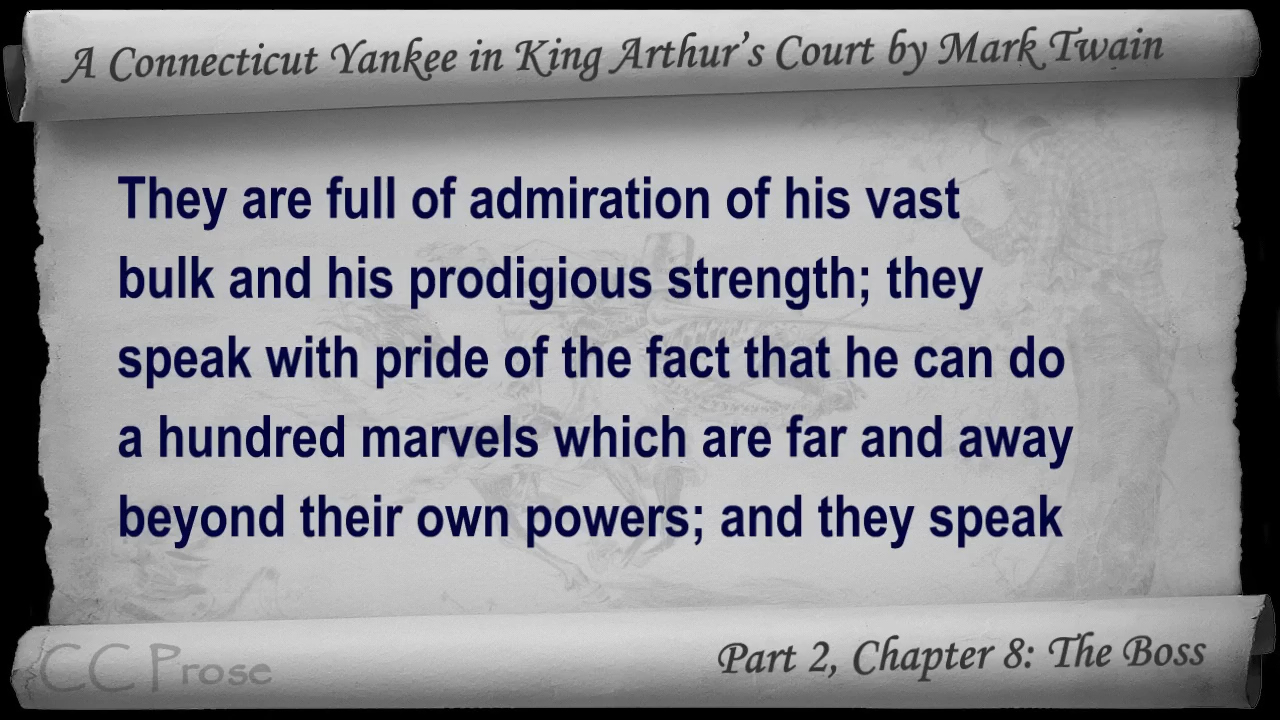 A Connecticut Yankee in King Arthur's Court by Mark Twain
They are full of admiration of his vast
bulk and his prodigious strength; they
speak with pride of the fact that he can do
a hundred marvels which are far and away
beyond their own powers; and they speak
CC Prose
Part 2, Chapter 8: The Boss